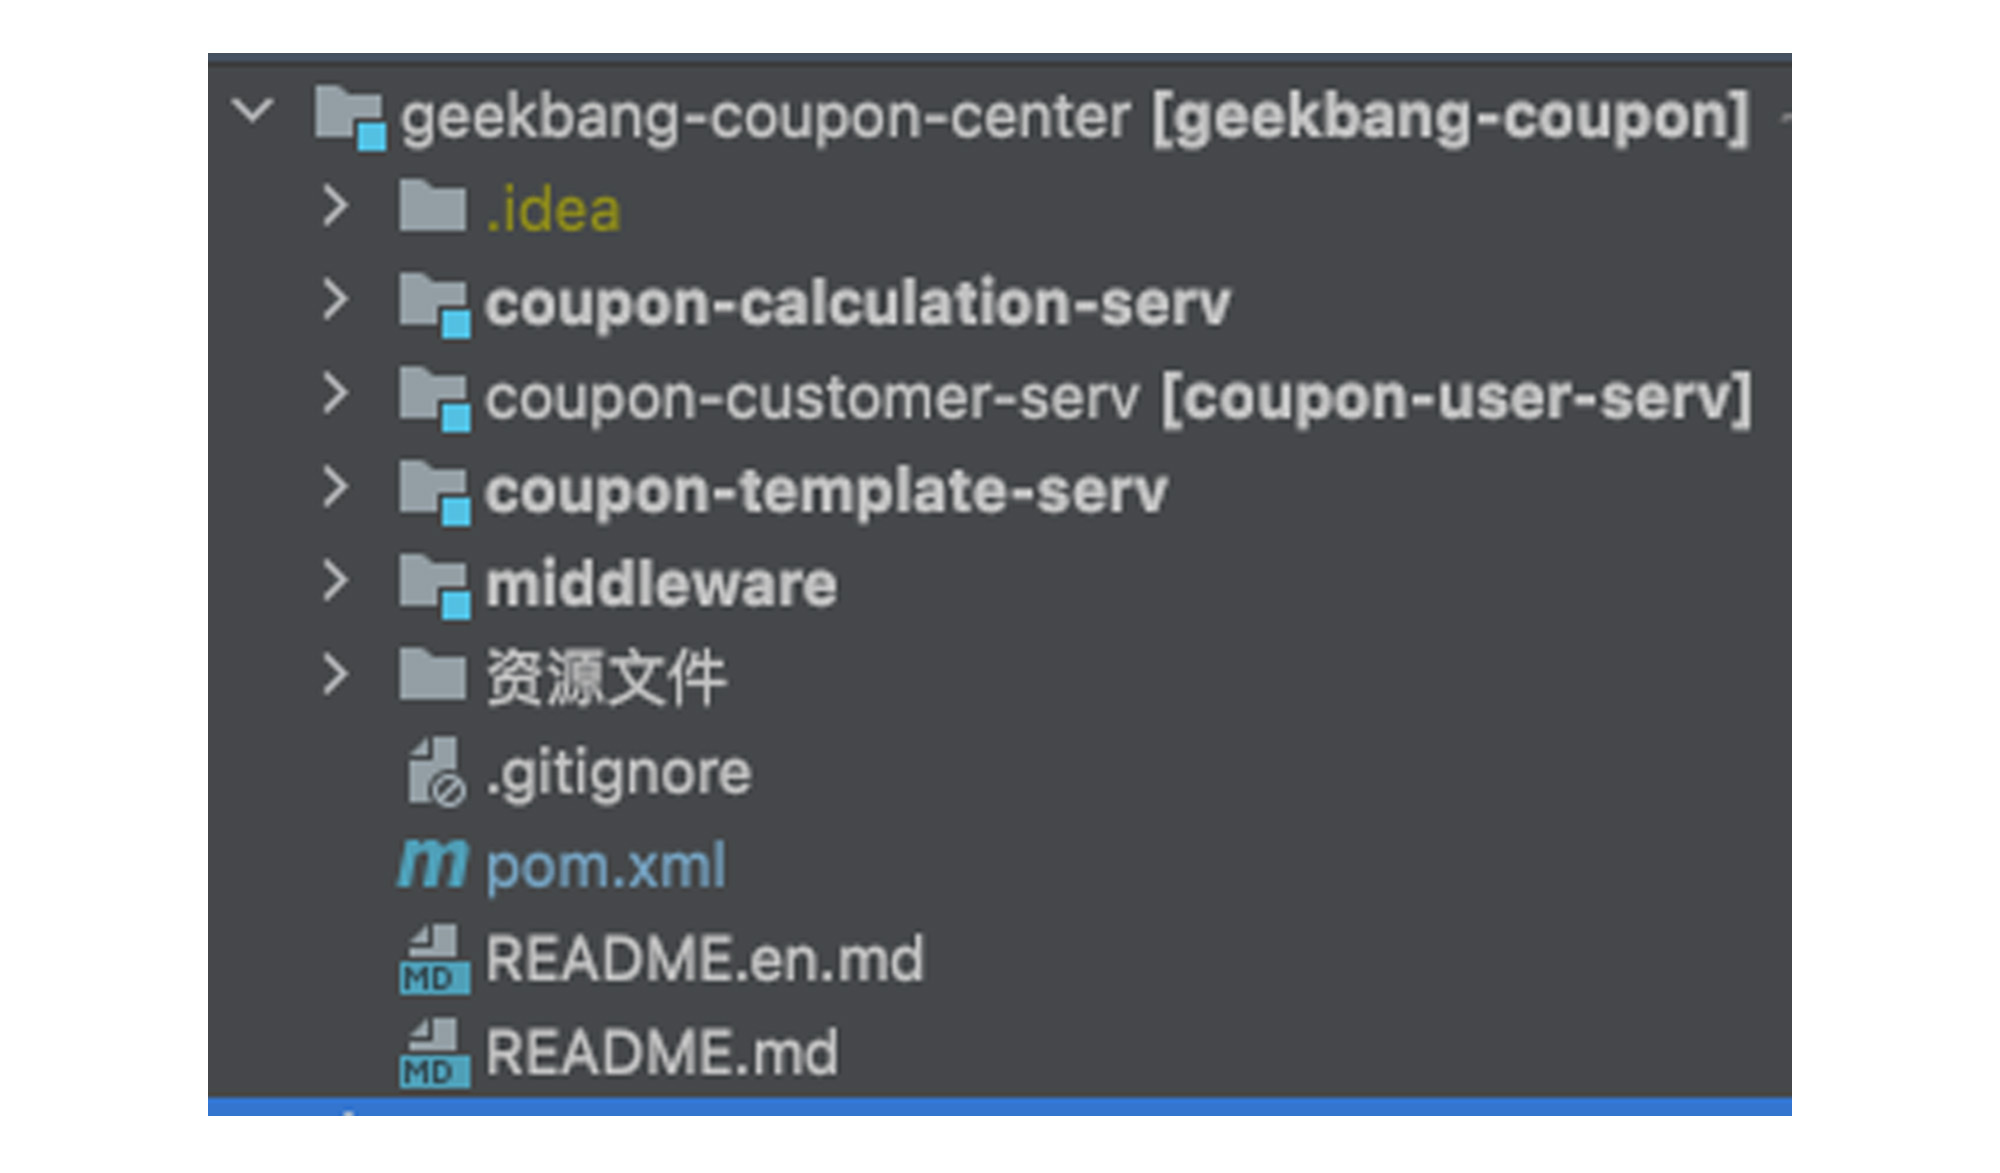 geekbang-coupon-center [geekbang-coupon]
.idea
coupon-calculation-serv
coupon-customer-serv [coupon-user-serv]
coupon-template-serv
middleware
资源文件
.gitignore
m pom.xml
MD README.en.md
MD README.md